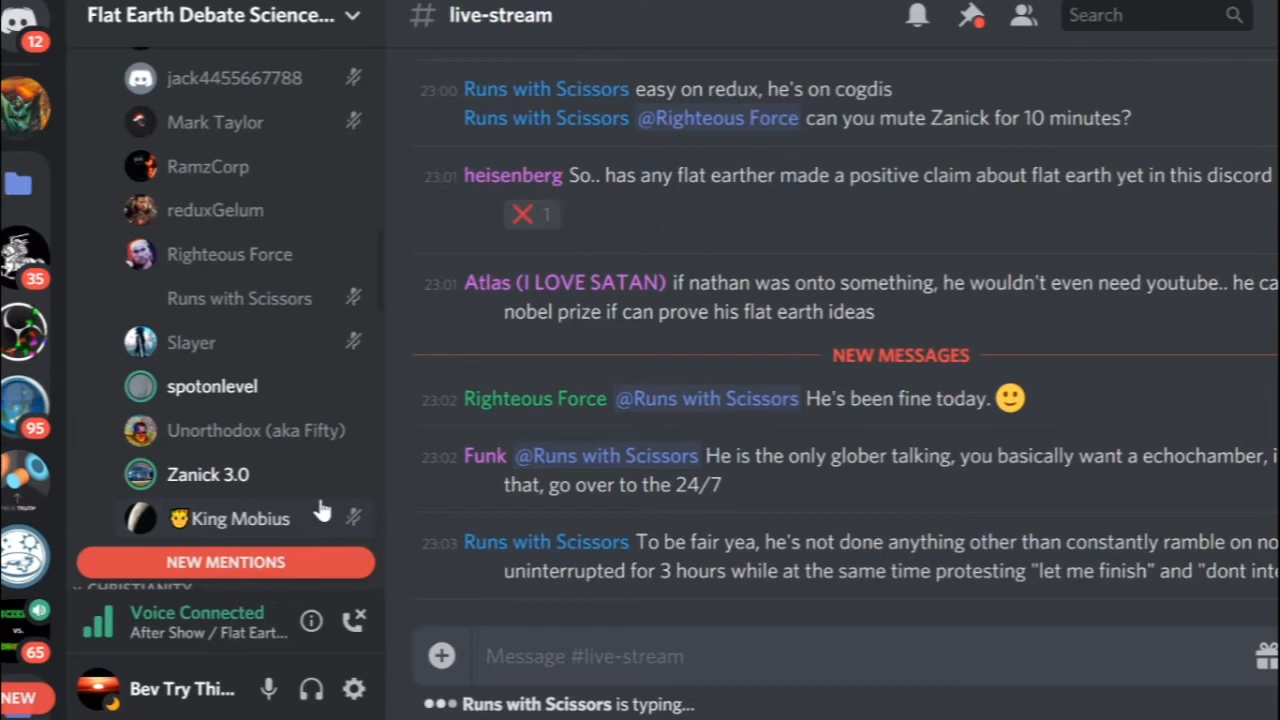 12
35
95
65
NEW
Flat Earth Debate Science...
jack4455667788
Mark Taylor
RamzCorp
reduxGelum
Righteous Force
Runs with Scissors
Slayer
spotonlevel
Unorthodox (aka Fifty)
Zanick 3.0
King Mobius
NEW MENTIONS
CHRISTIANITY
Voice Connected
After Show / Flat Eart...
Bev Try Thi...
# live-stream
Search
23:00 Runs with Scissors easy on redux, he's on cogdis
Runs with Scissors @Righteous Force can you mute Zanick for 10 minutes?
23:01 heisenberg So.. has any flat earther made a positive claim about flat earth yet in this discord
1
23:01 Atlas (I LOVE SATAN) if nathan was onto something, he wouldn't even need youtube.. he ca
nobel prize if can prove his flat earth ideas
NEW MESSAGES
23:02 Righteous Force @Runs with Scissors He's been fine today.
23:02 Funk @Runs with Scissors He is the only glober talking, you basically want a echochamber, i
that, go over to the 24/7
23:03 Runs with Scissors To be fair yea, he's not done anything other than constantly ramble on no
uninterrupted for 3 hours while at the same time protesting "let me finish" and "dont inte
Message #live-stream
Runs with Scissors is typing...